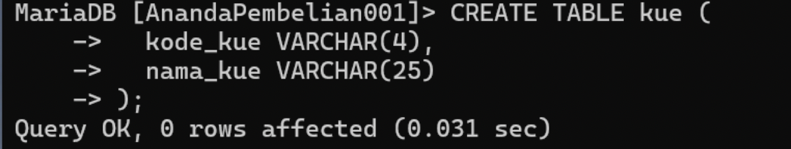 MariaDB [AnandaPembelian001]> CREATE TABLE kue (
    ->   kode_kue VARCHAR(4),
    ->   nama_kue VARCHAR(25)
    -> );
Query OK, 0 rows affected (0.031 sec)